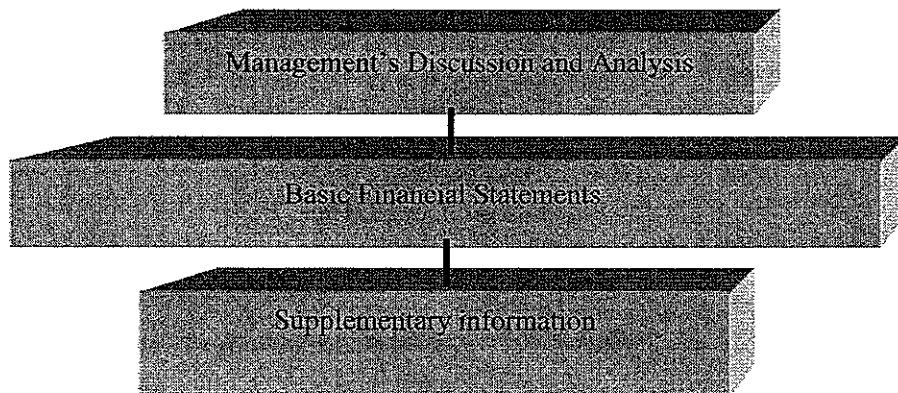 Management's Discussion and Analysis
Basic Financial Statements
Supplementary information